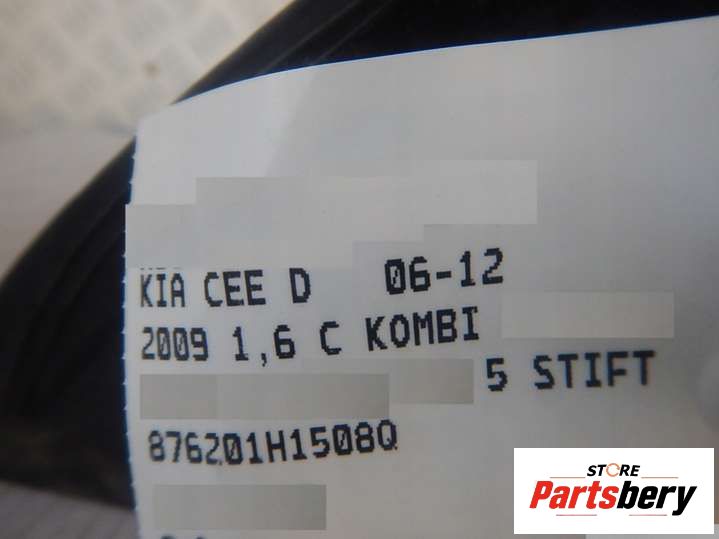 KIA CEE D 06-12
2009 1,6 C KOMBI
5 STIFT
876201H1508Q
STORE
Partsbery